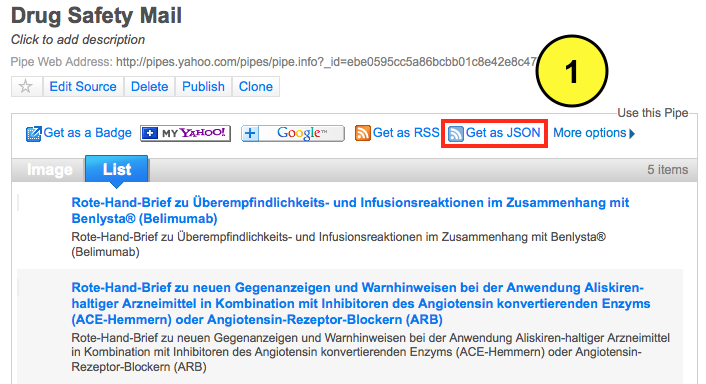 Drug Safety Mail
Click to add description
Pipe Web Address: http://pipes.yahoo.com/pipes/pipe.info?_id=ebe0595cc5a86bcbb01c8e42e8c47
1
Edit Source Delete Publish Clone
Use this Pipe
Get as a Badge MY YAHOO! Google™ Get as RSS Get as JSON More options
Image List 5 items
Rote-Hand-Brief zu Überempfindlichkeits- und Infusionsreaktionen im Zusammenhang mit
Benlysta® (Belimumab)
Rote-Hand-Brief zu Überempfindlichkeits- und Infusionsreaktionen im Zusammenhang mit Benlysta®
(Belimumab)
Rote-Hand-Brief zu neuen Gegenanzeigen und Warnhinweisen bei der Anwendung Aliskiren-
haltiger Arzneimittel in Kombination mit Inhibitoren des Angiotensin konvertierenden Enzyms
(ACE-Hemmern) oder Angiotensin-Rezeptor-Blockern (ARB)
Rote-Hand-Brief zu neuen Gegenanzeigen und Warnhinweisen bei der Anwendung Aliskiren-haltiger Arzneimittel
in Kombination mit Inhibitoren des Angiotensin konvertierenden Enzyms (ACE-Hemmern) oder Angiotensin-
Rezeptor-Blockern (ARB)